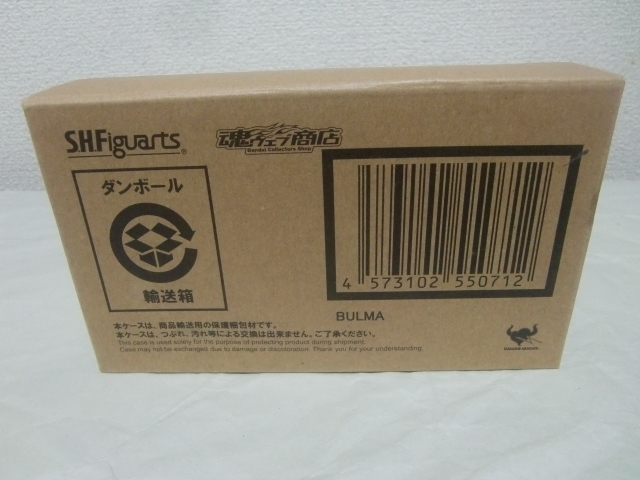 S.H.Figuarts®
魂ウェブ商店
Bandai Collectors Shop
ダンボール
輸送箱
4 573102 550712
BULMA
本ケースは、商品輸送用の保護梱包材です。
本ケースは、つぶれ、汚れ等による交換は出来ません。ご了承ください。
This case is used solely for the purpose of protecting product during shipment.
Case may not be exchanged due to damage or discoloration. Thank you for your understanding.